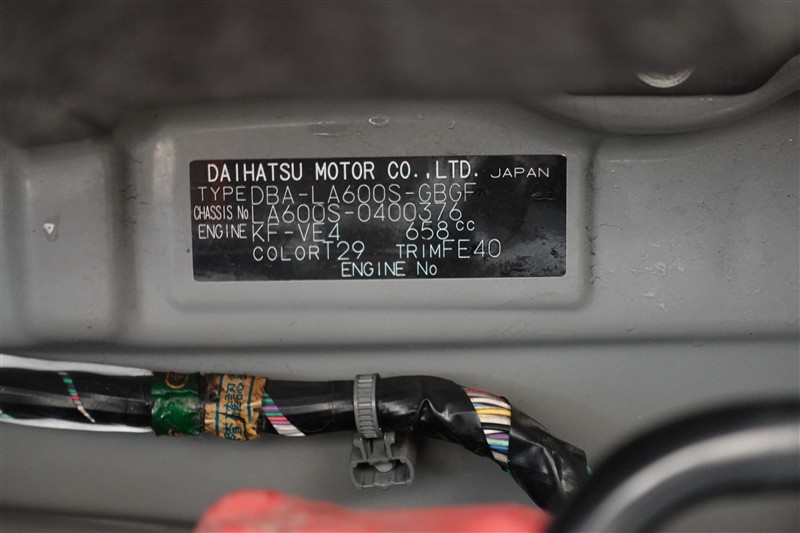 DAIHATSU MOTOR CO.,LTD. JAPAN
TYPE DBA-LA600S-GBGF
CHASSIS No LA600S-0400376
ENGINE KF-VE4 658cc
COLOR T29 TRIM FE40
ENGINE No